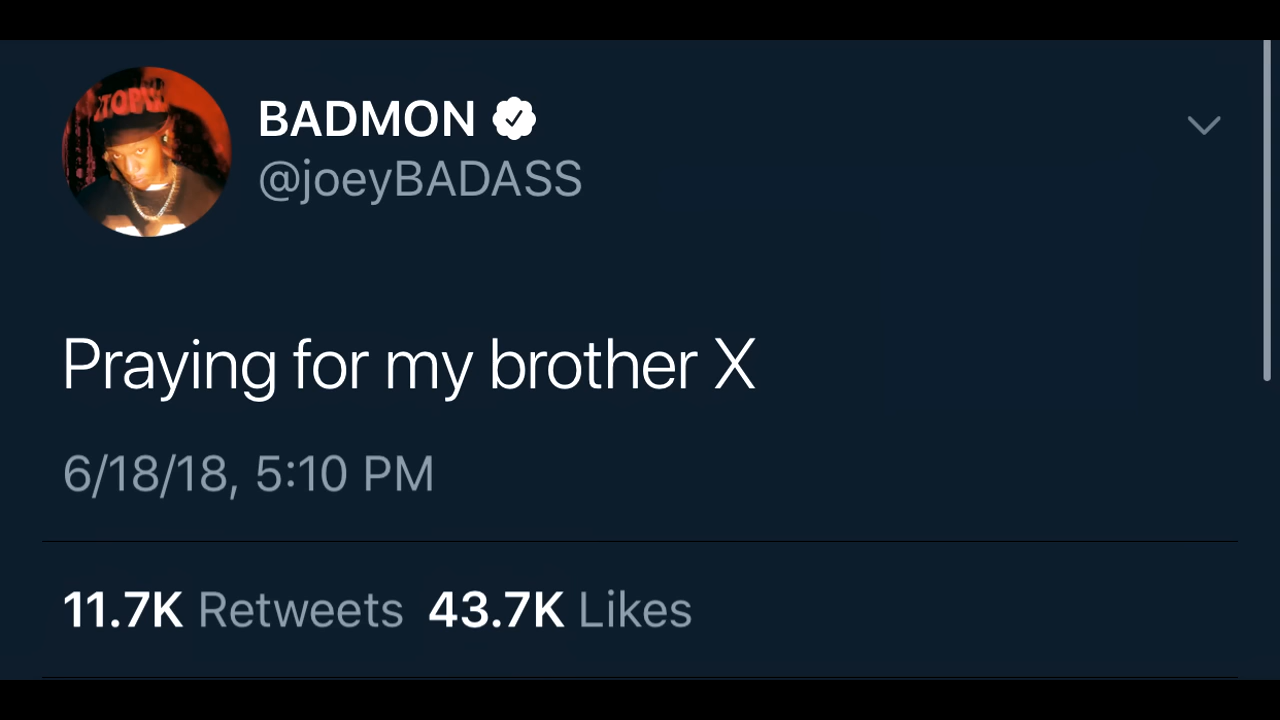 BADMON
@joeyBADASS
Praying for my brother X
6/18/18, 5:10 PM
11.7K Retweets 43.7K Likes